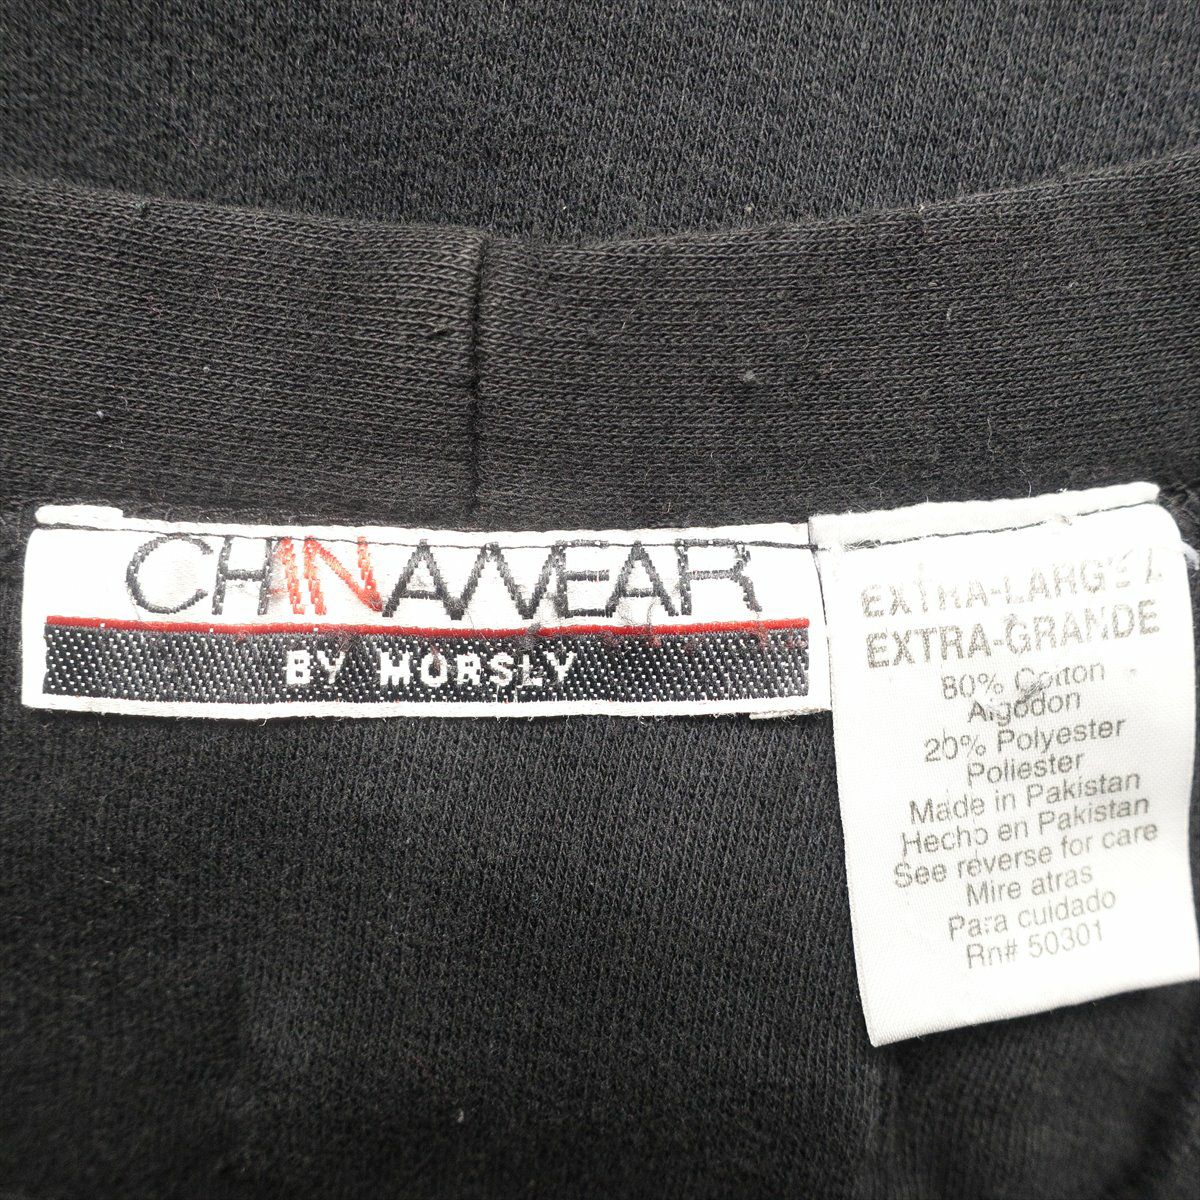 CHINAWEAR
BY MORSLY
EXTRA-LARGE /
EXTRA-GRANDE
80% Cotton
Algodon
20% Polyester
Poliester
Made in Pakistan
Hecho en Pakistan
See reverse for care
Mire atras
Para cuidado
Rn# 50301